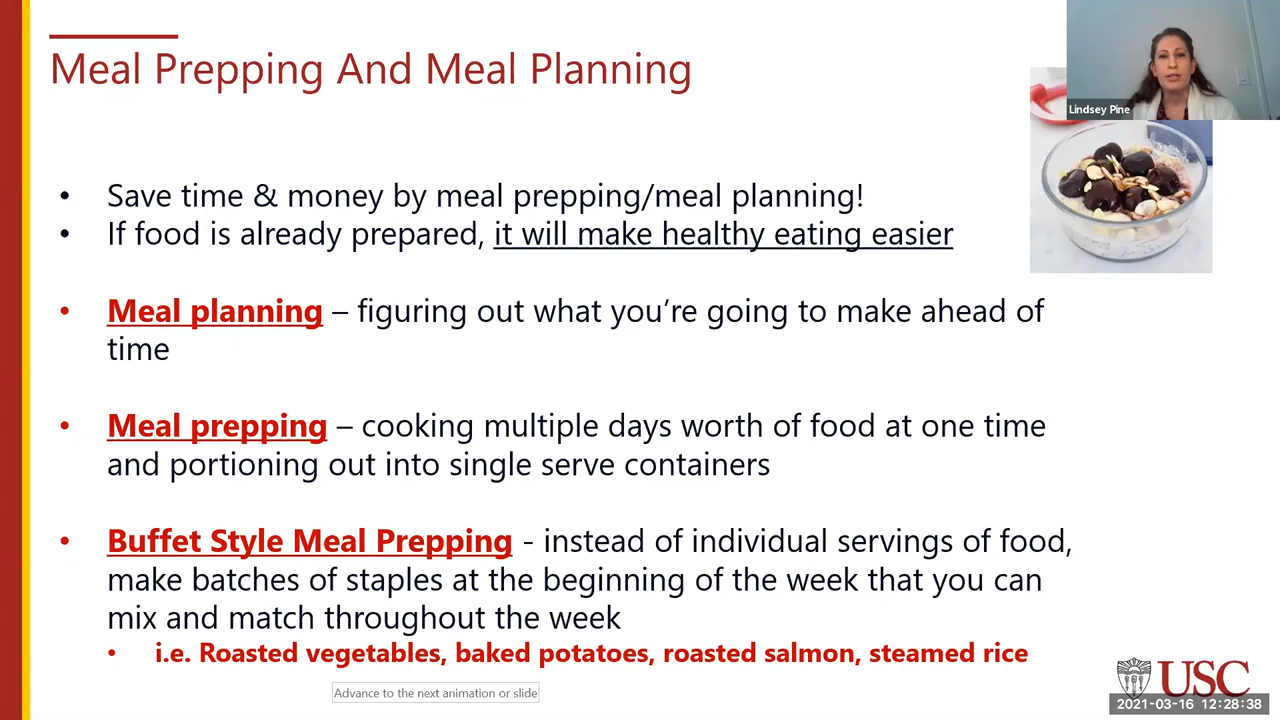 Meal Prepping And Meal Planning
Lindsey Pine
• Save time & money by meal prepping/meal planning!
• If food is already prepared, it will make healthy eating easier
• Meal planning – figuring out what you’re going to make ahead of
time
• Meal prepping – cooking multiple days worth of food at one time
and portioning out into single serve containers
• Buffet Style Meal Prepping - instead of individual servings of food,
make batches of staples at the beginning of the week that you can
mix and match throughout the week
• i.e. Roasted vegetables, baked potatoes, roasted salmon, steamed rice
Advance to the next animation or slide
USC
2021-03-16 12:28:38